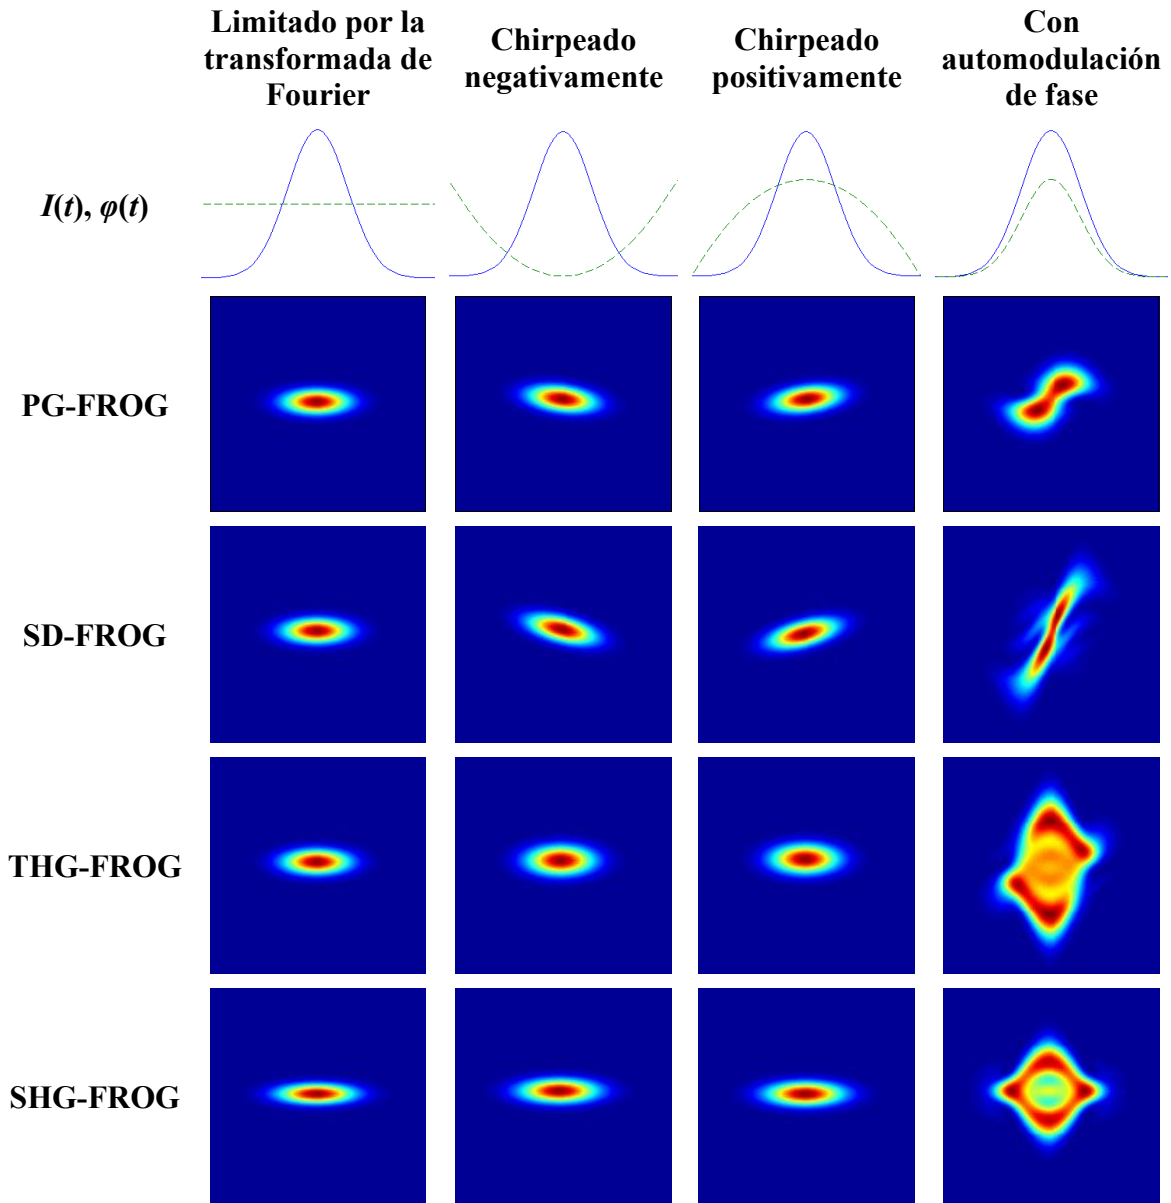 Limitado por la
transformada de
Fourier
Chirpeado
negativamente
Chirpeado
positivamente
Con
automodulación
de fase
I(t), φ(t)
PG-FROG
SD-FROG
THG-FROG
SHG-FROG